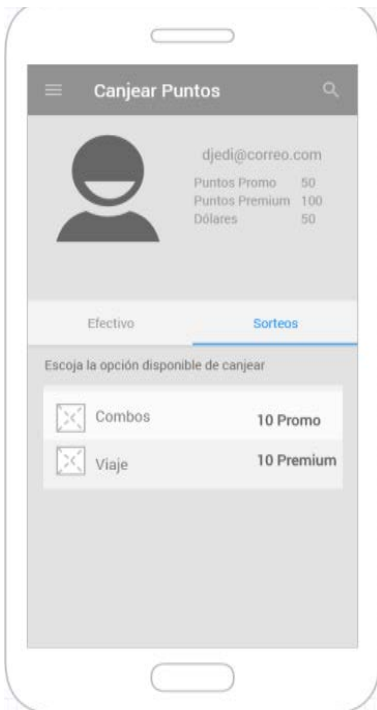 Canjear Puntos
djedi@correo.com
Puntos Promo 50
Puntos Premium 100
Dólares 50
Efectivo Sorteos
Escoja la opción disponible de canjear
Combos 10 Promo
Viaje 10 Premium